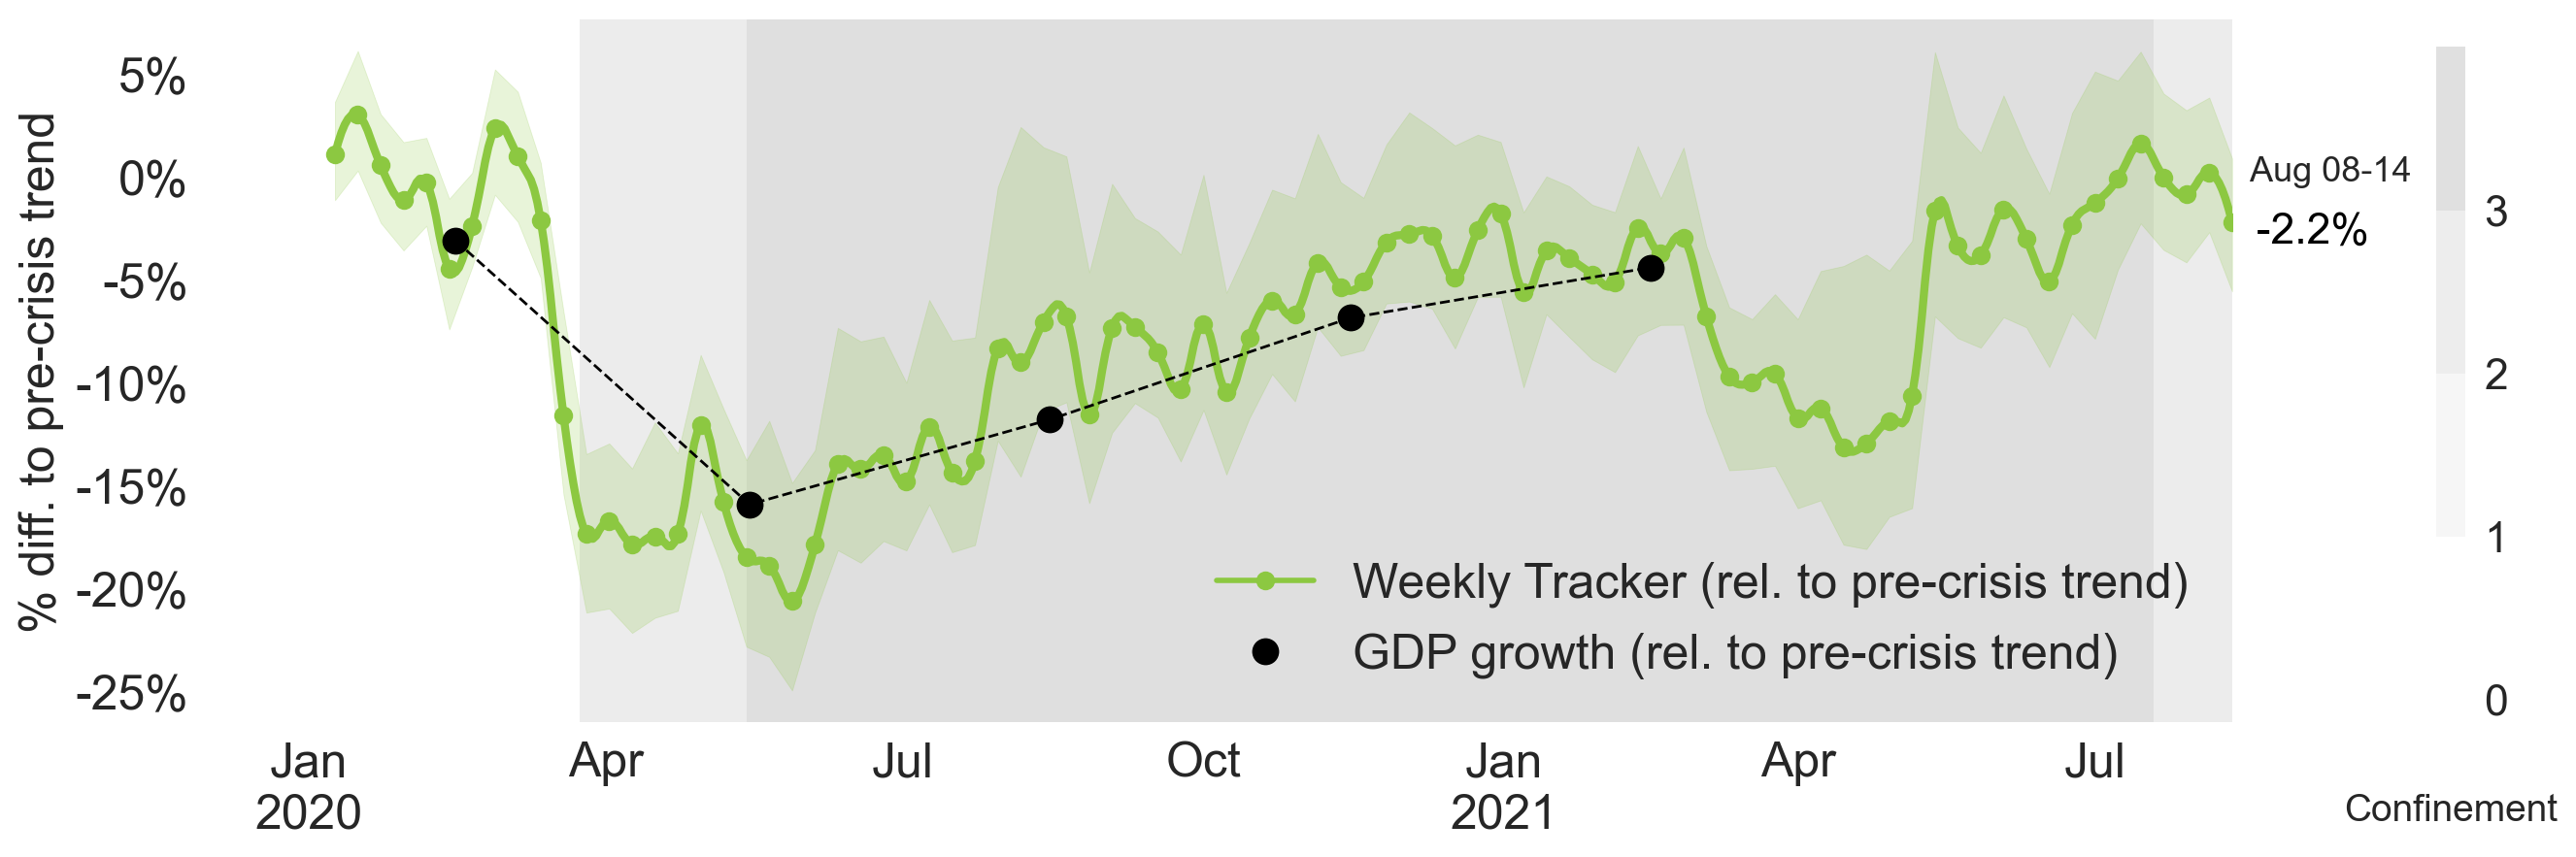 % diff. to pre-crisis trend
5%
0%
-5%
-10%
-15%
-20%
-25%
Jan
2020
Apr
Jul
Oct
Jan
2021
Apr
Jul
Weekly Tracker (rel. to pre-crisis trend)
GDP growth (rel. to pre-crisis trend)
Aug 08-14
-2.2%
3
2
1
0
Confinement